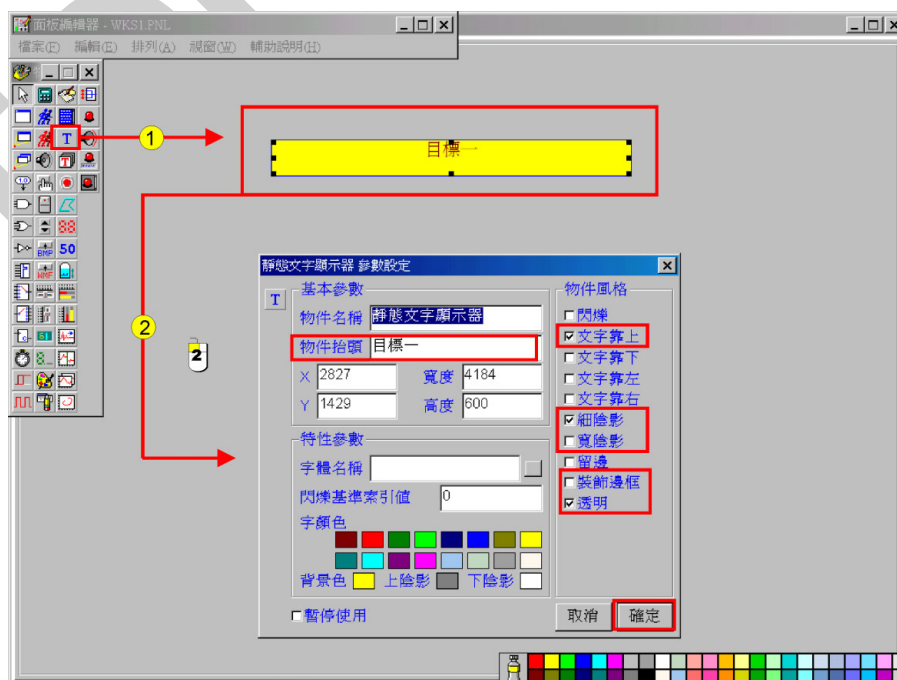 面板編輯器 - WKS1.PNL
檔案(F) 編輯(E) 排列(A) 視窗(W) 輔助說明(H)
T
1
目標一
T
50
BMP
WMF
2
2
靜態文字顯示器 參數設定
T
基本參數
物件名稱 靜態文字顯示器
物件抬頭 目標一
X 2827 寬度 4184
Y 1429 高度 600
特性參數
字體名稱
閃爍基準索引值 0
字顏色
背景色 上陰影 下陰影
暫停使用
物件風格
閃爍
文字靠上
文字靠下
文字靠左
文字靠右
細陰影
寬陰影
留邊
裝飾邊框
透明
取消 確定